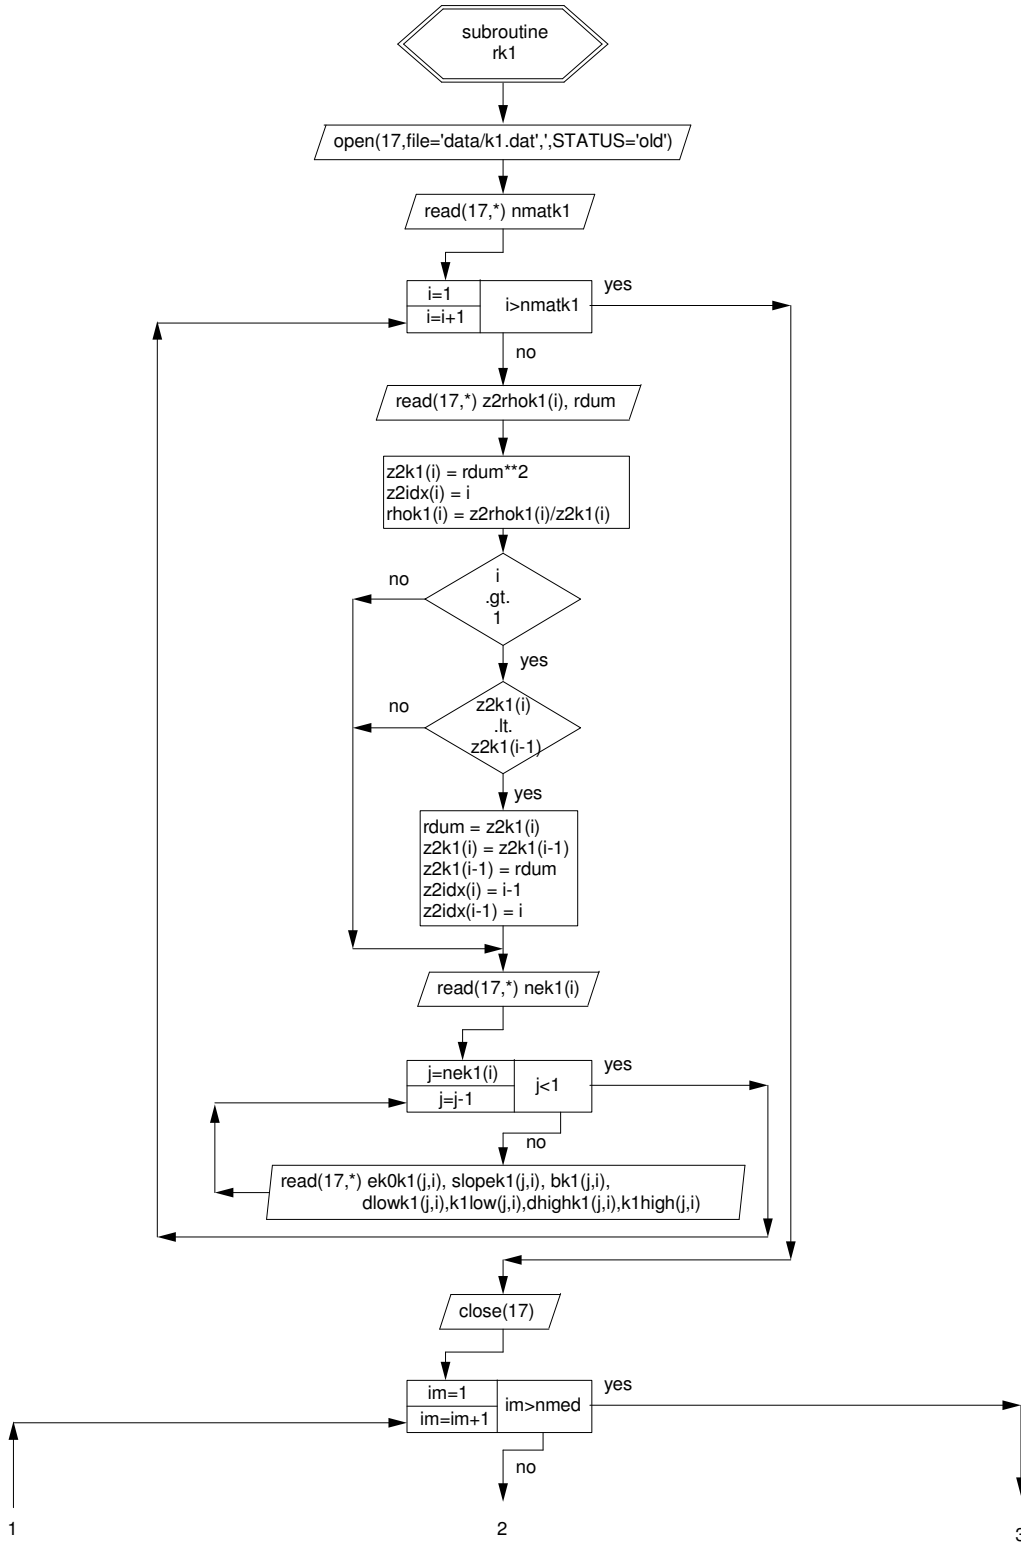 subroutine
rk1
open(17,file='data/k1.dat',',STATUS='old')
read(17,*) nmatk1
i=1
i=i+1
i>nmatk1
yes
no
read(17,*) z2rhok1(i), rdum
z2k1(i) = rdum**2
z2idx(i) = i
rhok1(i) = z2rhok1(i)/z2k1(i)
no
i
.gt.
1
yes
no
z2k1(i)
.lt.
z2k1(i-1)
yes
rdum = z2k1(i)
z2k1(i) = z2k1(i-1)
z2k1(i-1) = rdum
z2idx(i) = i-1
z2idx(i-1) = i
read(17,*) nek1(i)
j=nek1(i)
j=j-1
j<1
yes
no
read(17,*) ek0k1(j,i), slopek1(j,i), bk1(j,i),
dlowk1(j,i),k1low(j,i),dhighk1(j,i),k1high(j,i)
close(17)
im=1
im=im+1
im>nmed
yes
no
1
2
3